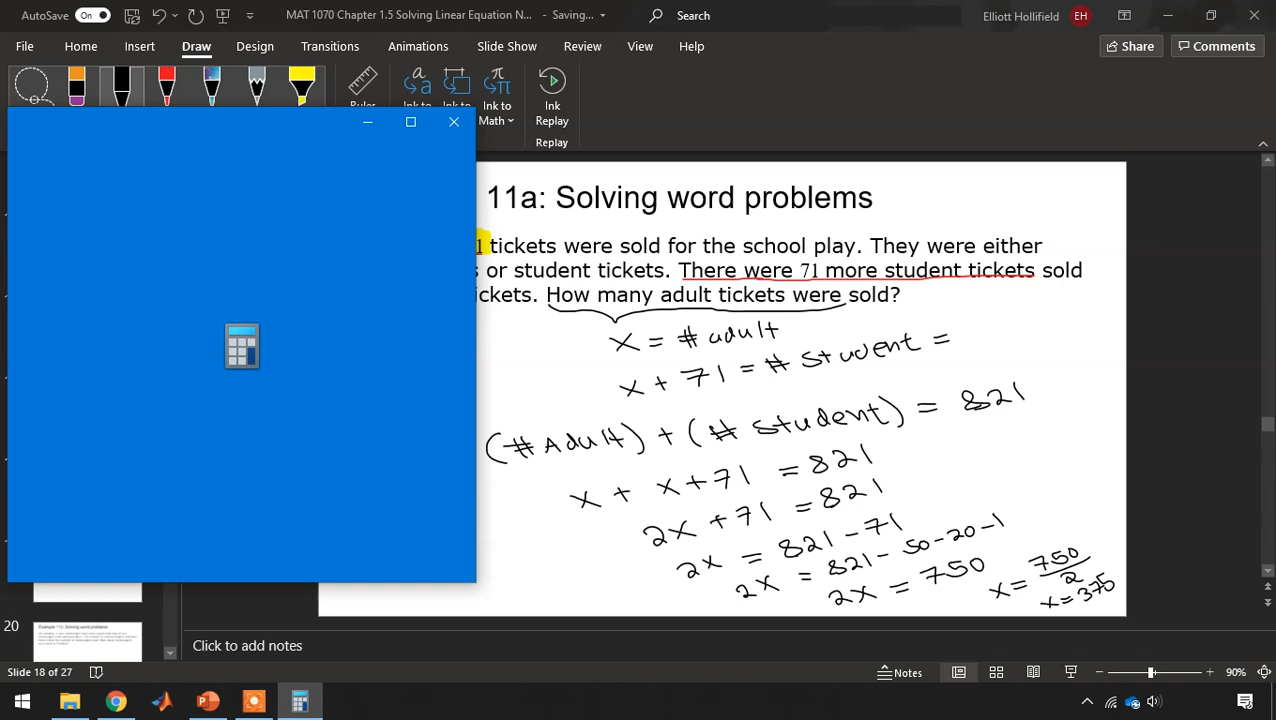 AutoSave On MAT 1070 Chapter 1.5 Solving Linear Equation N... - Saving... Search Elliott Hollifield EH
File Home Insert Draw Design Transitions Animations Slide Show Review View Help Share Comments
Ruler Ink to Ink to Ink to Math Ink Replay
Replay
11a: Solving word problems
1 tickets were sold for the school play. They were either
s or student tickets. There were 71 more student tickets sold
tickets. How many adult tickets were sold?
x = # adult
x + 71 = # student =
(# Adult) + (# Student) = 821
x + x + 71 = 821
2x + 71 = 821
2x = 821 - 71
2x = 821 - 50 - 20 - 1
2x = 750
x = 750/2
x = 375
20
Click to add notes
Slide 18 of 27 Notes 90%